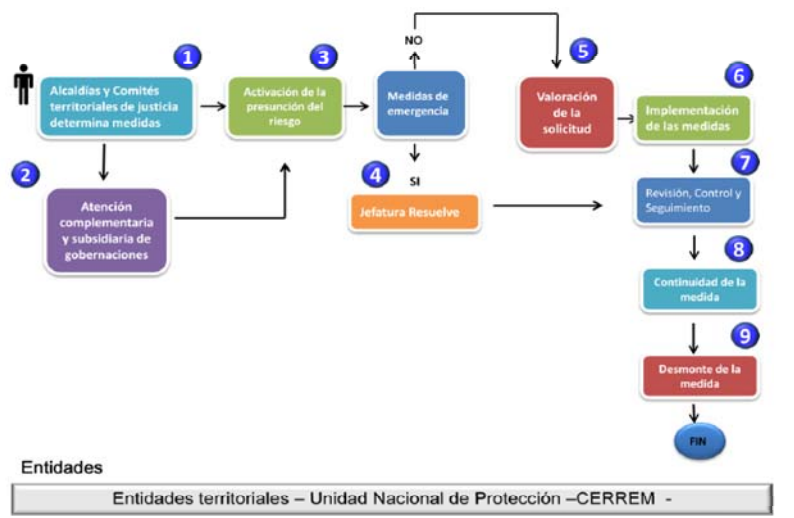 1
Alcaldías y Comités
territoriales de justicia
determina medidas
2
Atención
complementaria
y subsidiaria de
gobernaciones
3
Activación de la
presunción del
riesgo
Medidas de
emergencia
NO
SI
4
Jefatura Resuelve
5
Valoración
de la
solicitud
6
Implementación
de las medidas
7
Revisión, Control y
Seguimiento
8
Continuidad de la
medida
9
Desmonte de la
medida
FIN
Entidades
Entidades territoriales – Unidad Nacional de Protección –CERREM -